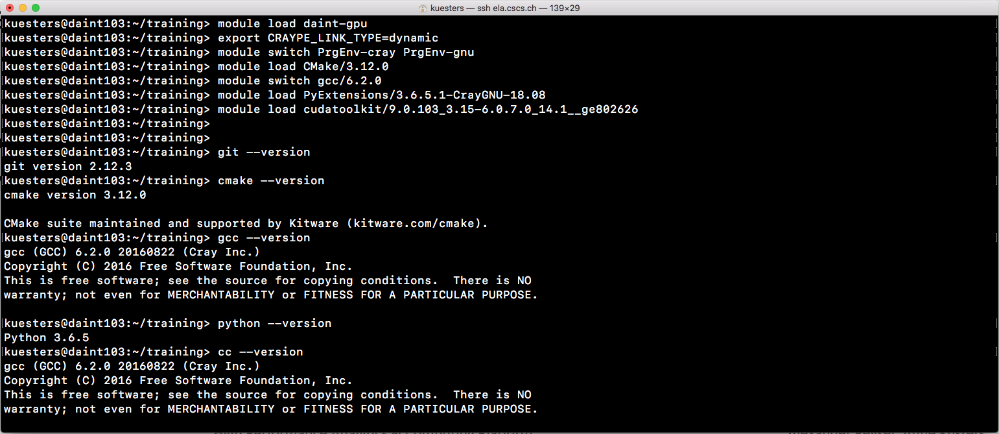 kuesters — ssh ela.cscs.ch — 139×29
[kuesters@daint103:~/training> module load daint-gpu ]
[kuesters@daint103:~/training> export CRAYPE_LINK_TYPE=dynamic ]
[kuesters@daint103:~/training> module switch PrgEnv-cray PrgEnv-gnu ]
[kuesters@daint103:~/training> module load CMake/3.12.0 ]
[kuesters@daint103:~/training> module switch gcc/6.2.0 ]
[kuesters@daint103:~/training> module load PyExtensions/3.6.5.1-CrayGNU-18.08 ]
[kuesters@daint103:~/training> module load cudatoolkit/9.0.103_3.15-6.0.7.0_14.1__ge802626 ]
[kuesters@daint103:~/training> ]
[kuesters@daint103:~/training> ]
[kuesters@daint103:~/training> git --version ]
git version 2.12.3
[kuesters@daint103:~/training> cmake --version ]
cmake version 3.12.0
CMake suite maintained and supported by Kitware (kitware.com/cmake).
[kuesters@daint103:~/training> gcc --version ]
gcc (GCC) 6.2.0 20160822 (Cray Inc.)
Copyright (C) 2016 Free Software Foundation, Inc.
This is free software; see the source for copying conditions.  There is NO
warranty; not even for MERCHANTABILITY or FITNESS FOR A PARTICULAR PURPOSE.
[kuesters@daint103:~/training> python --version ]
Python 3.6.5
[kuesters@daint103:~/training> cc --version ]
gcc (GCC) 6.2.0 20160822 (Cray Inc.)
Copyright (C) 2016 Free Software Foundation, Inc.
This is free software; see the source for copying conditions.  There is NO
warranty; not even for MERCHANTABILITY or FITNESS FOR A PARTICULAR PURPOSE.